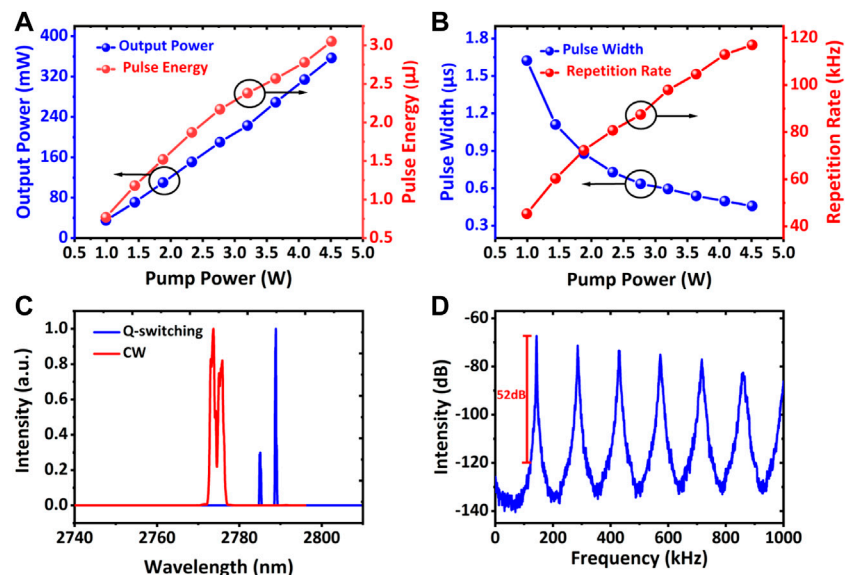 A
Output Power (mW)
400
320
240
160
80
0
Output Power
Pulse Energy
3.0
2.5
2.0
1.5
1.0
0.5
Pulse Energy (μJ)
0.5 1.0 1.5 2.0 2.5 3.0 3.5 4.0 4.5 5.0
Pump Power (W)
B
Pulse Width (μs)
1.8
1.5
1.2
0.9
0.6
0.3
Pulse Width
Repetition Rate
120
100
80
60
40
Repetition Rate (kHz)
0.5 1.0 1.5 2.0 2.5 3.0 3.5 4.0 4.5 5.0
Pump Power (W)
C
Intensity (a.u.)
1.0
0.8
0.6
0.4
0.2
0.0
Q-switching
CW
2740 2760 2780 2800
Wavelength (nm)
D
Intensity (dB)
-60
-80
-100
-120
-140
52dB
0 200 400 600 800 1000
Frequency (kHz)